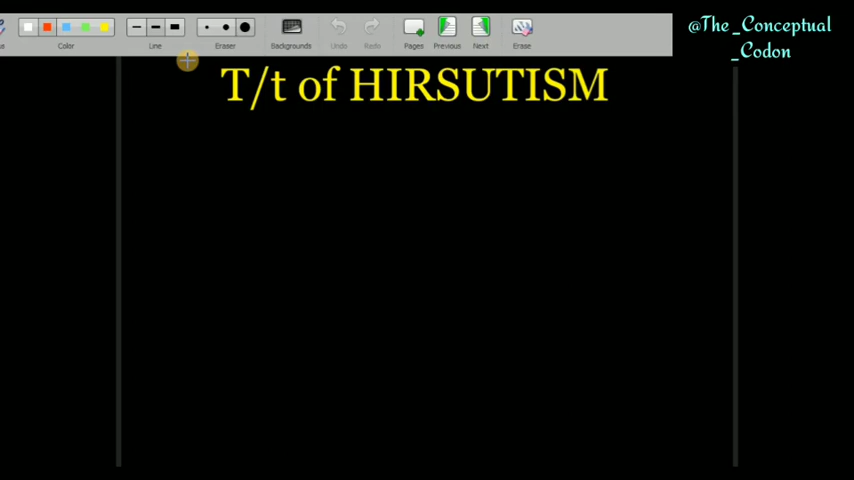 Color
Line
Eraser
Backgrounds
Undo
Redo
Pages
Previous
Next
Erase
@The_Conceptual
_Codon
T/t of HIRSUTISM